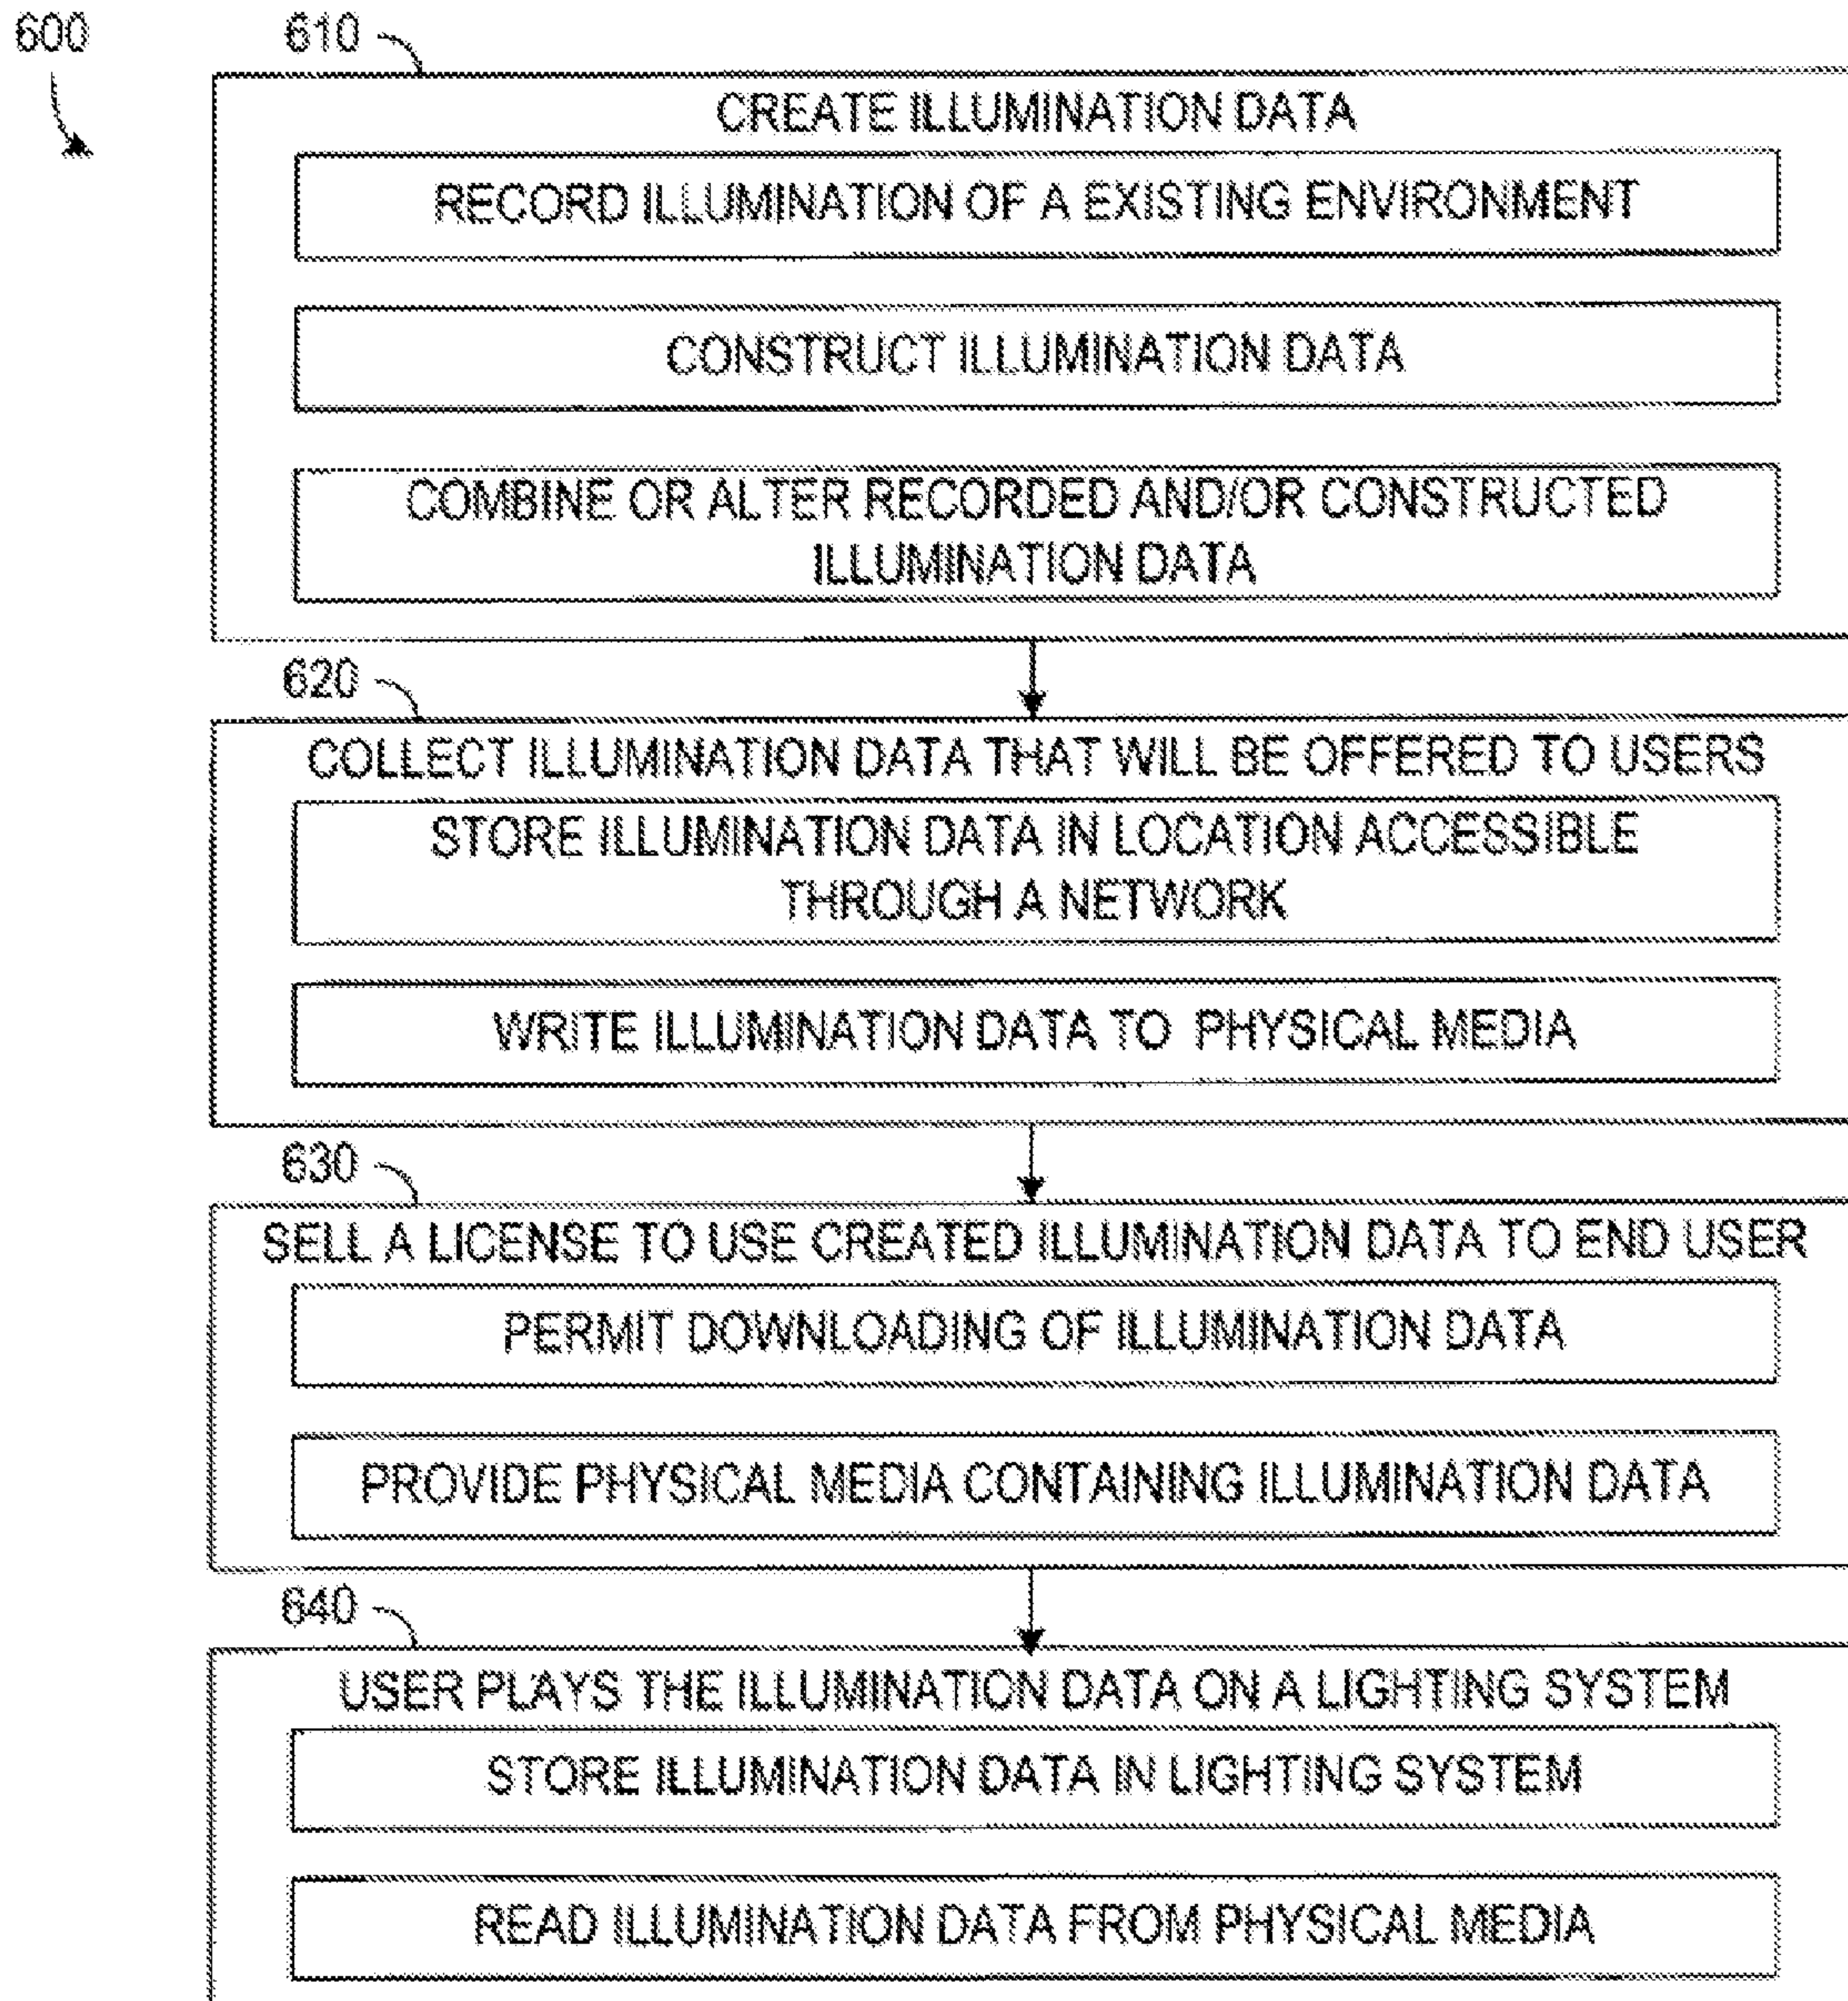 600
610
CREATE ILLUMINATION DATA
RECORD ILLUMINATION OF A EXISTING ENVIRONMENT
CONSTRUCT ILLUMINATION DATA
COMBINE OR ALTER RECORDED AND/OR CONSTRUCTED
ILLUMINATION DATA
620
COLLECT ILLUMINATION DATA THAT WILL BE OFFERED TO USERS
STORE ILLUMINATION DATA IN LOCATION ACCESSIBLE
THROUGH A NETWORK
WRITE ILLUMINATION DATA TO PHYSICAL MEDIA
630
SELL A LICENSE TO USE CREATED ILLUMINATION DATA TO END USER
PERMIT DOWNLOADING OF ILLUMINATION DATA
PROVIDE PHYSICAL MEDIA CONTAINING ILLUMINATION DATA
640
USER PLAYS THE ILLUMINATION DATA ON A LIGHTING SYSTEM
STORE ILLUMINATION DATA IN LIGHTING SYSTEM
READ ILLUMINATION DATA FROM PHYSICAL MEDIA